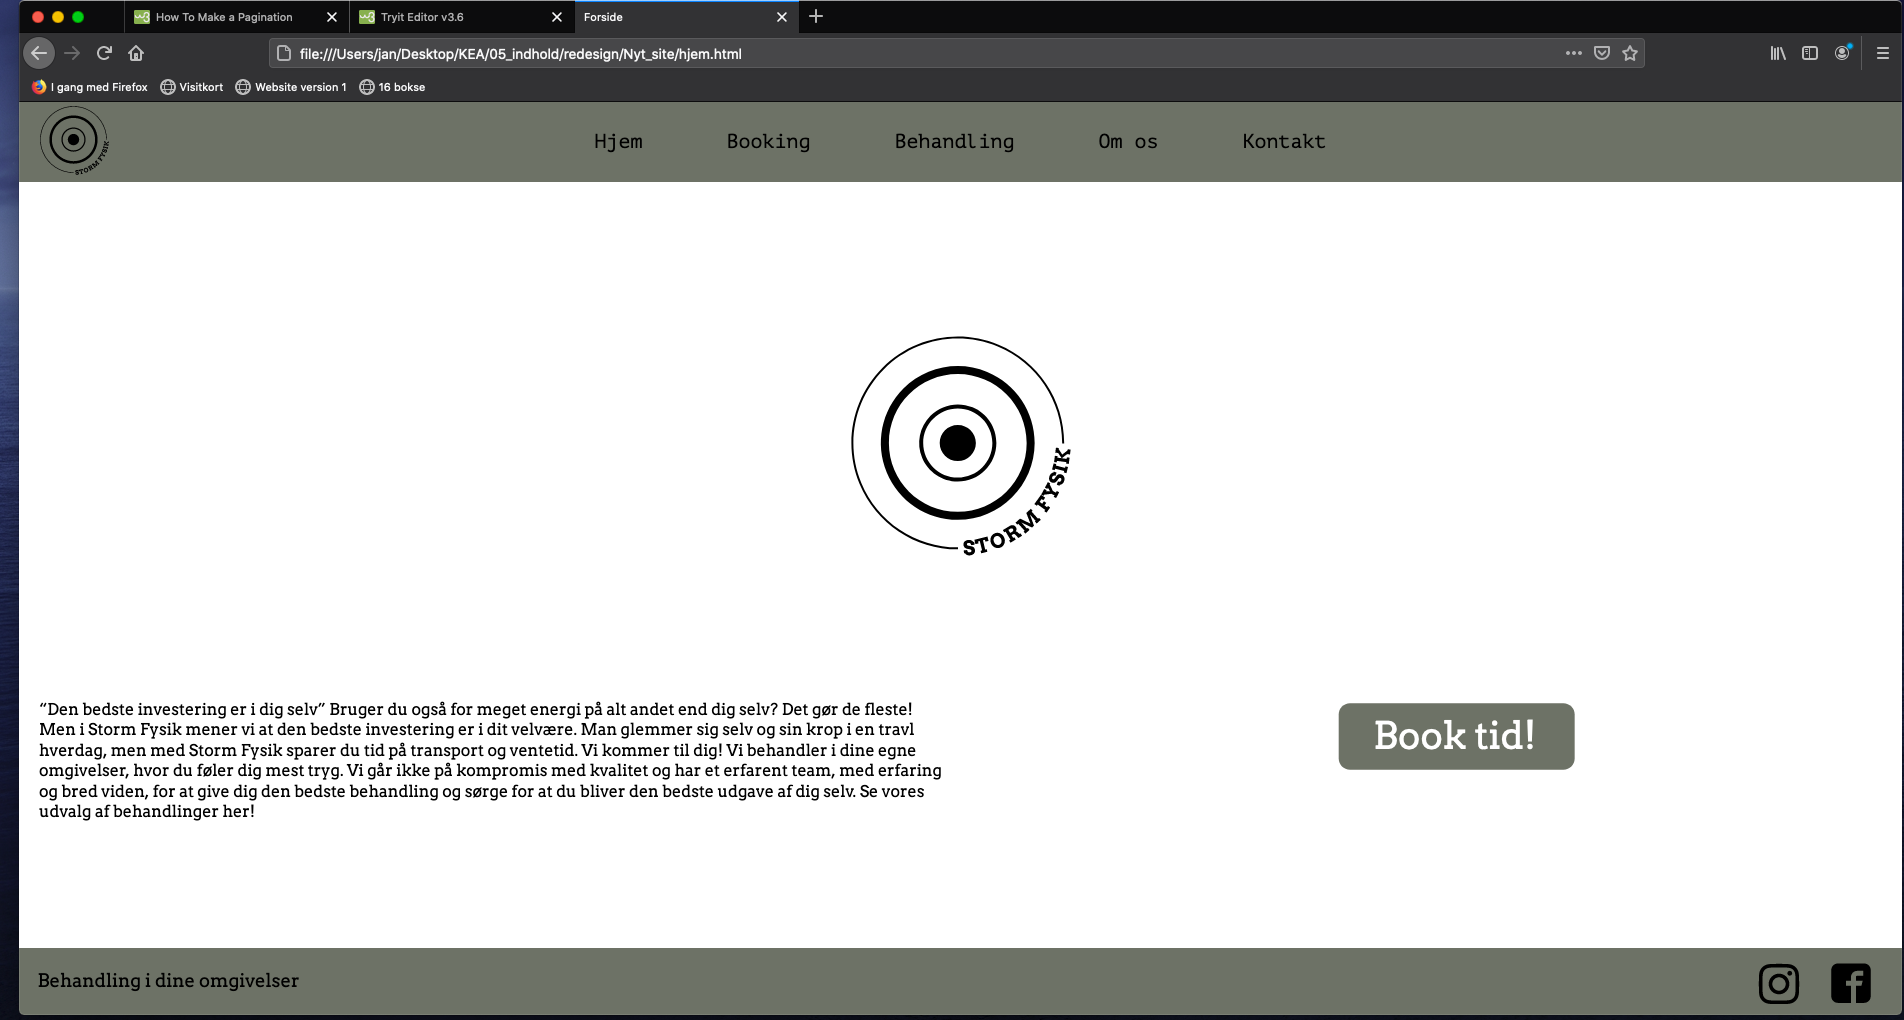 How To Make a Pagination
Tryit Editor v3.6
Forside
file:///Users/jan/Desktop/KEA/05_indhold/redesign/Nyt_site/hjem.html
I gang med Firefox
Visitkort
Website version 1
16 bokse
STORM FYSIK
Hjem
Booking
Behandling
Om os
Kontakt
STORM FYSIK
“Den bedste investering er i dig selv” Bruger du også for meget energi på alt andet end dig selv? Det gør de fleste!
Men i Storm Fysik mener vi at den bedste investering er i dit velvære. Man glemmer sig selv og sin krop i en travl
hverdag, men med Storm Fysik sparer du tid på transport og ventetid. Vi kommer til dig! Vi behandler i dine egne
omgivelser, hvor du føler dig mest tryg. Vi går ikke på kompromis med kvalitet og har et erfarent team, med erfaring
og bred viden, for at give dig den bedste behandling og sørge for at du bliver den bedste udgave af dig selv. Se vores
udvalg af behandlinger her!
Book tid!
Behandling i dine omgivelser